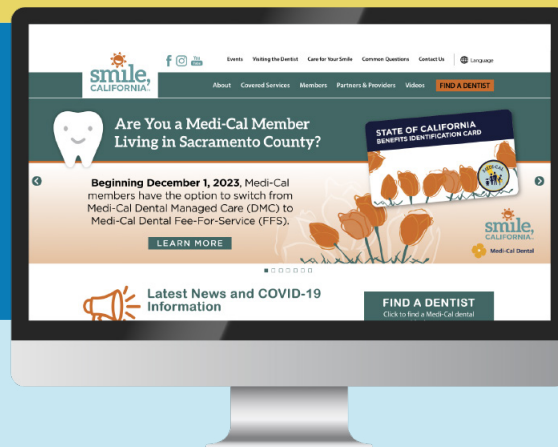 smile,
CALIFORNIA
You
Tube
Events Visiting the Dentist Care for Your Smile Common Questions Contact Us Language
About Covered Services Members Partners & Providers Videos FIND A DENTIST
Are You a Medi-Cal Member
Living in Sacramento County?
STATE OF CALIFORNIA
BENEFITS IDENTIFICATION CARD
MEDI-CAL
Beginning December 1, 2023, Medi-Cal
members have the option to switch from
Medi-Cal Dental Managed Care (DMC) to
Medi-Cal Dental Fee-For-Service (FFS).
LEARN MORE
smile,
CALIFORNIA
Medi-Cal Dental
Latest News and COVID-19
Information
FIND A DENTIST
Click to find a Medi-Cal dental